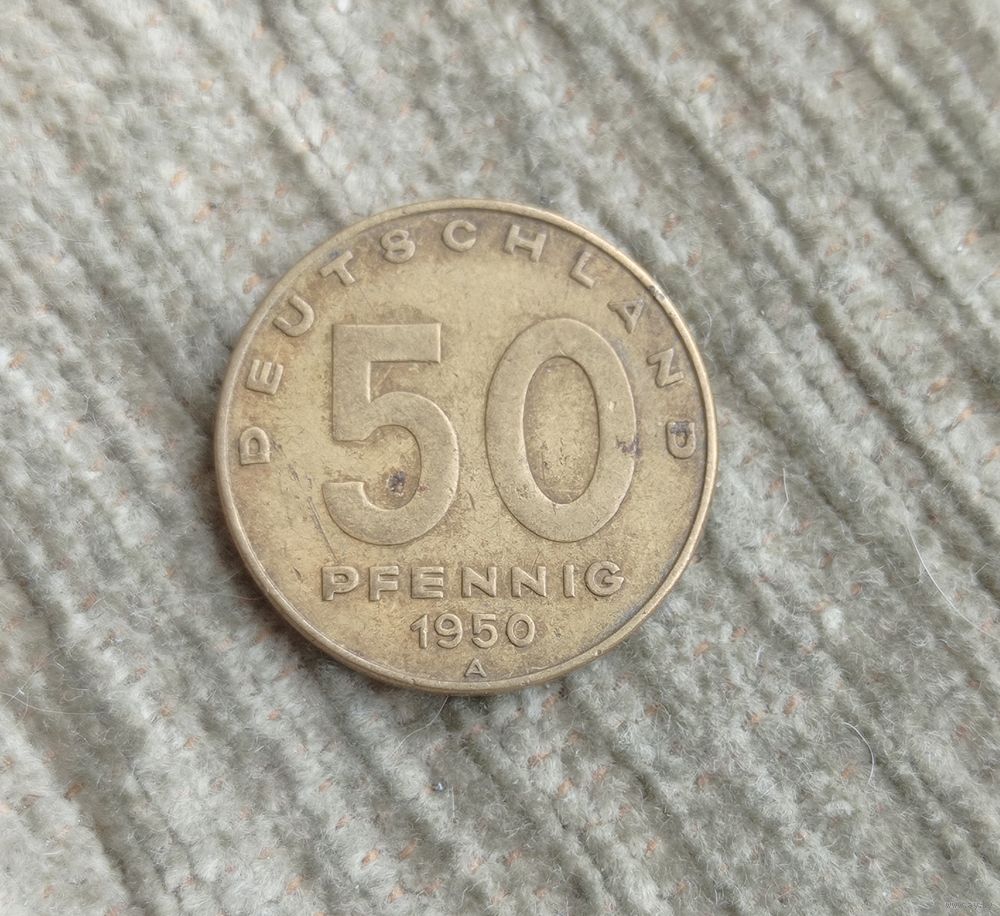 DEUTSCHLAND
50
PFENNIG
1950
A